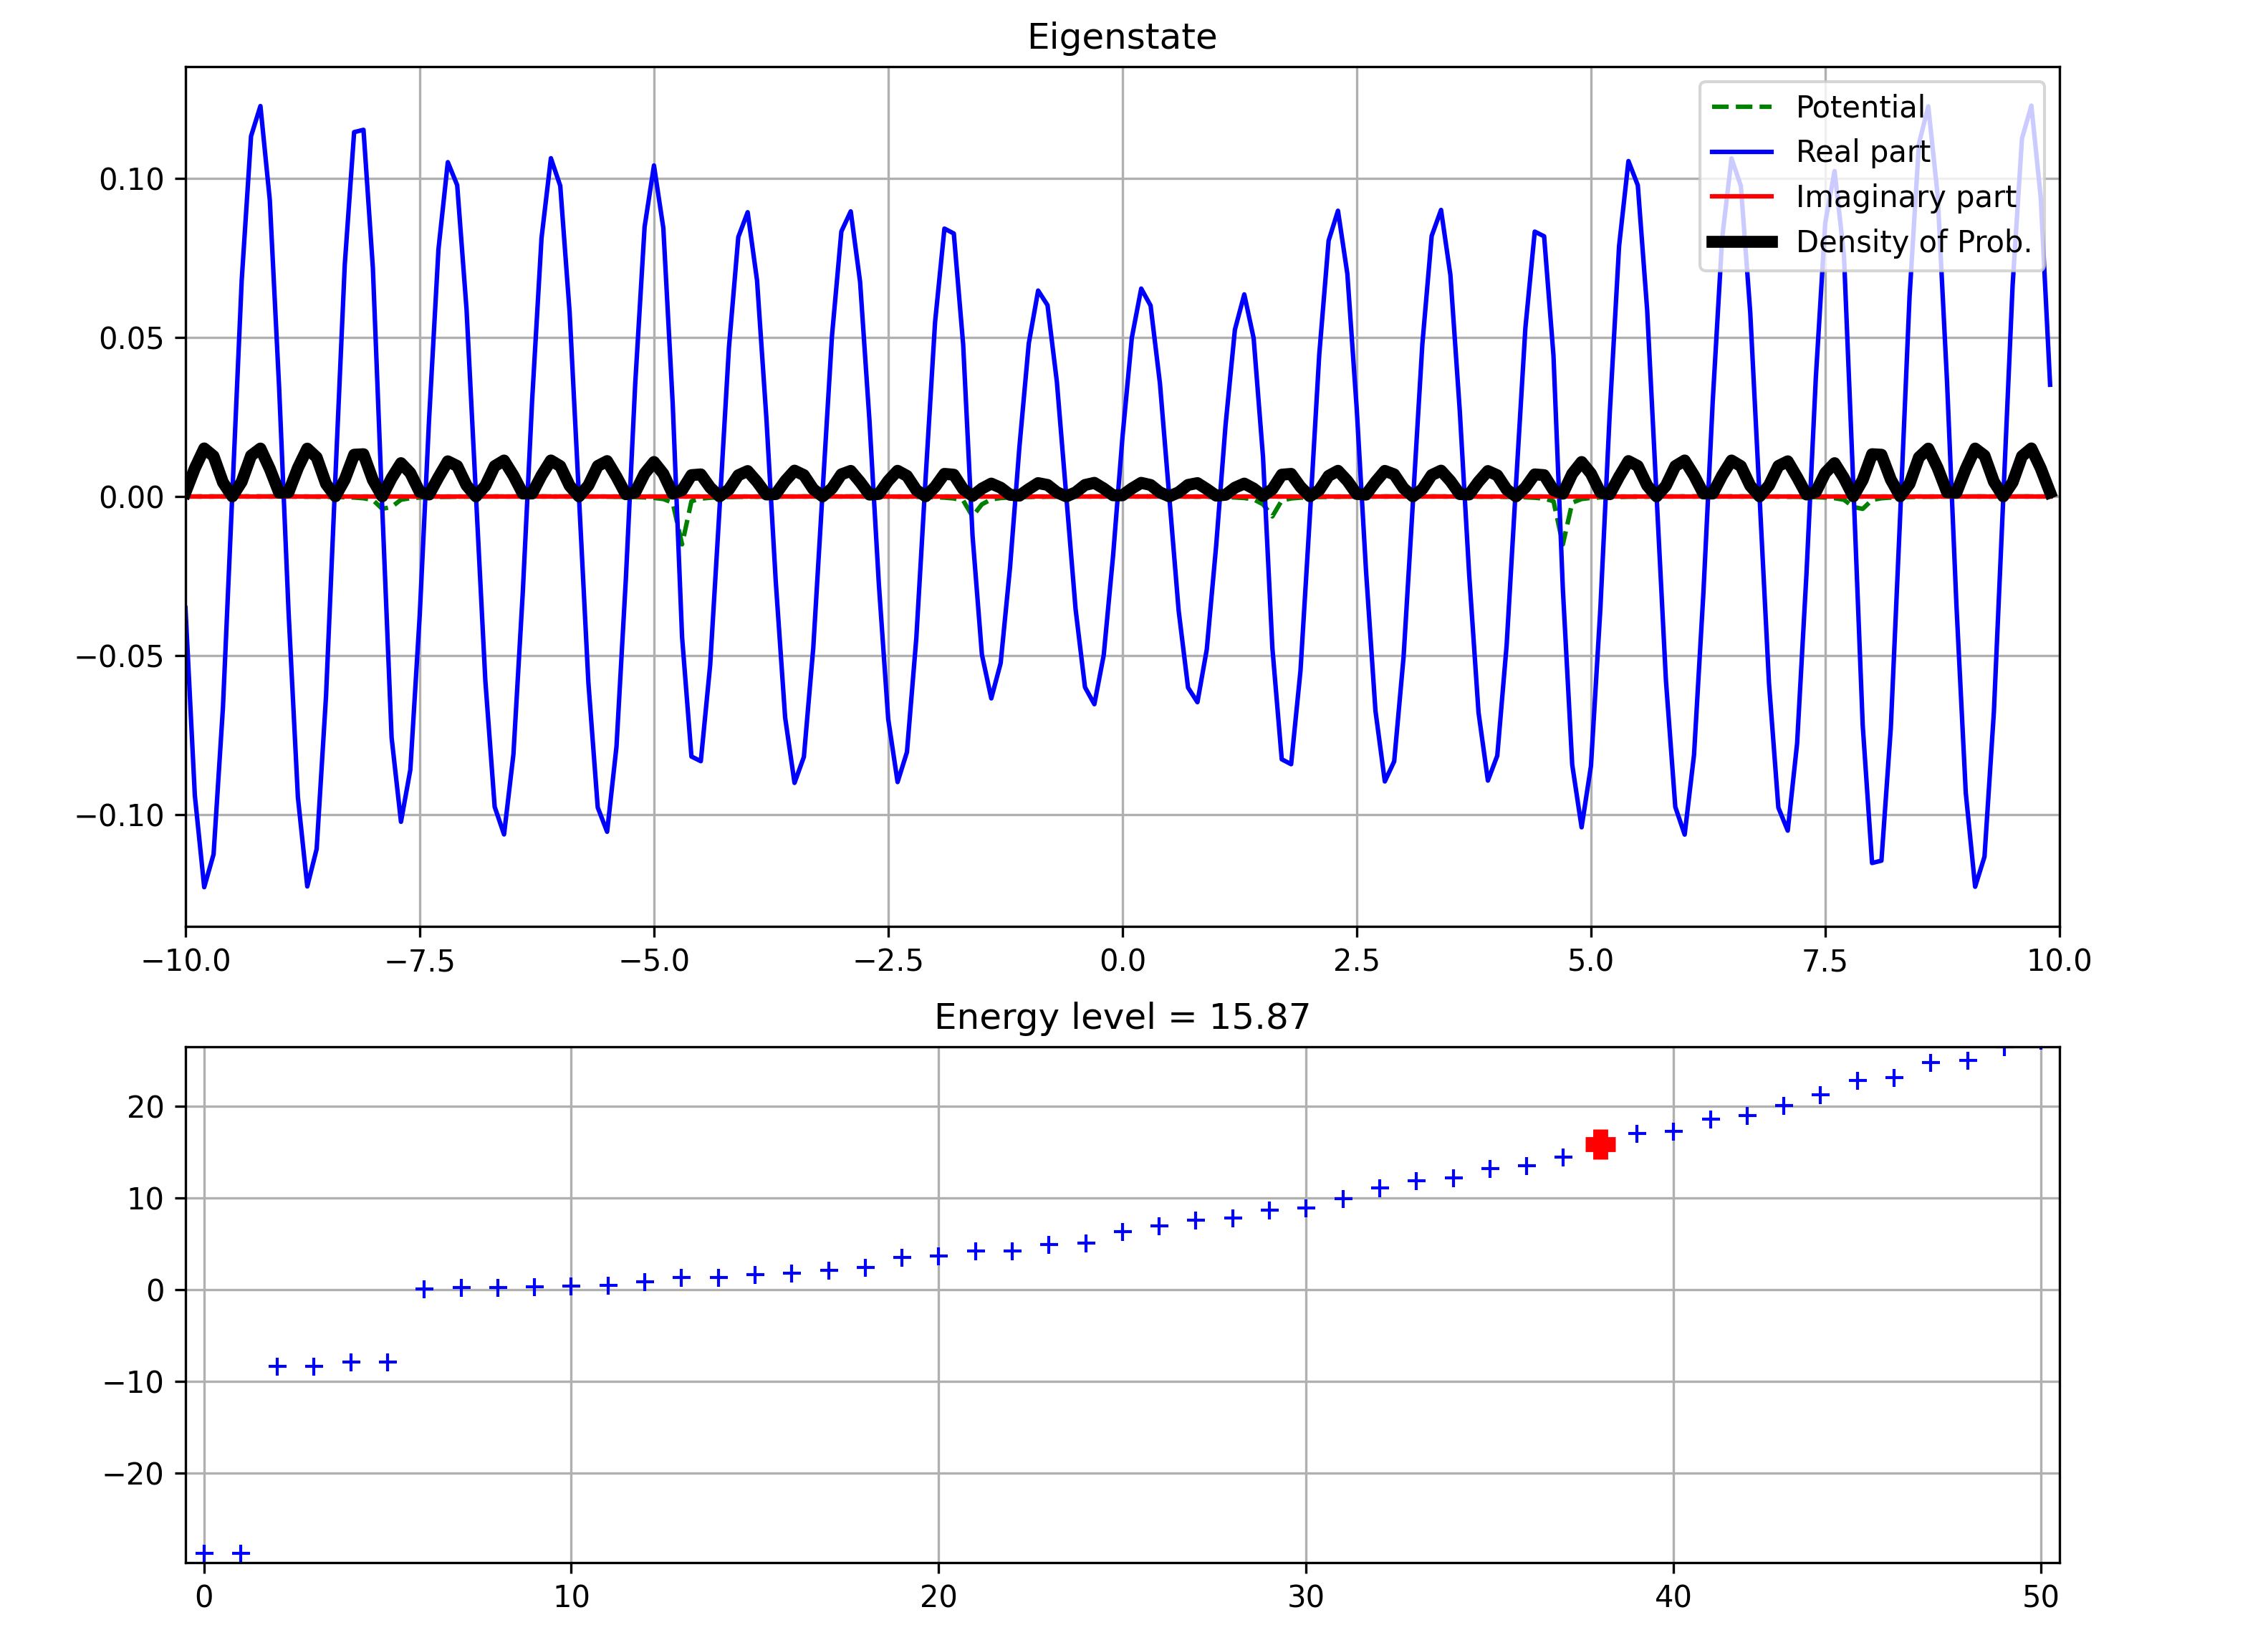 Eigenstate
Potential
Real part
Imaginary part
Density of Prob.
0.10
0.05
0.00
−0.05
−0.10
−10.0 −7.5 −5.0 −2.5 0.0 2.5 5.0 7.5 10.0
Energy level = 15.87
20
10
0
−10
−20
0 10 20 30 40 50